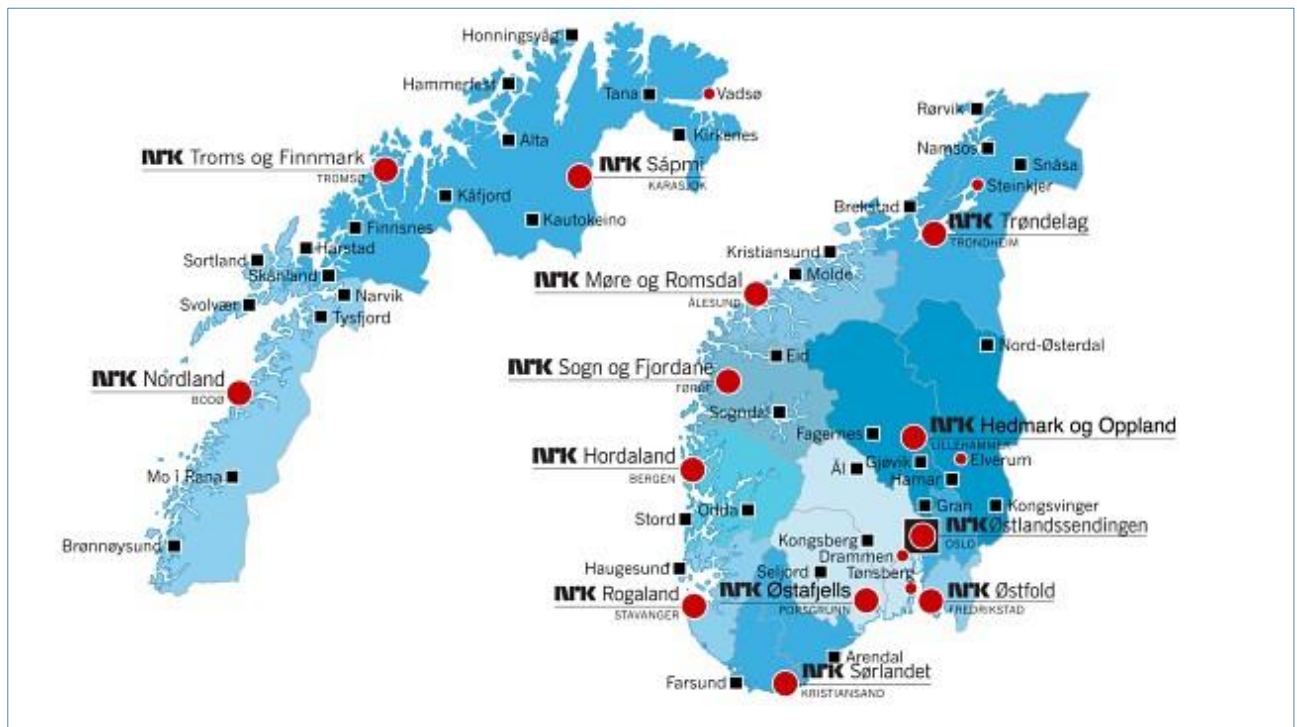 Honningsvåg
Hammerfest
Tana
Vadsø
Alta
Kirkenes
NRK Troms og Finnmark
TROMSØ
NRK Sápmi
KARASJOK
Kåfjord
Kautokeino
Finnsnes
Harstad
Sortland
Skånland
Narvik
Svolvær
Tysfjord
NRK Nordland
BODØ
Mo i Rana
Brønnøysund
Rørvik
Namsos
Snåsa
Steinkjer
Brekstad
NRK Trøndelag
TRONDHEIM
Kristiansund
Molde
NRK Møre og Romsdal
ÅLESUND
Nord-Østerdal
Eid
NRK Sogn og Fjordane
FØRDE
Sogndal
Fagernes
NRK Hedmark og Oppland
LILLEHAMMER
Gjøvik
Elverum
Ål
Hamar
NRK Hordaland
BERGEN
Odda
Gran
Kongsvinger
Stord
NRK Østlandssendingen
OSLO
Kongsberg
Drammen
Haugesund
Seljord
Tønsberg
NRK Rogaland
STAVANGER
NRK Østafjells
PORSGRUNN
NRK Østfold
FREDRIKSTAD
Arendal
NRK Sørlandet
KRISTIANSAND
Farsund